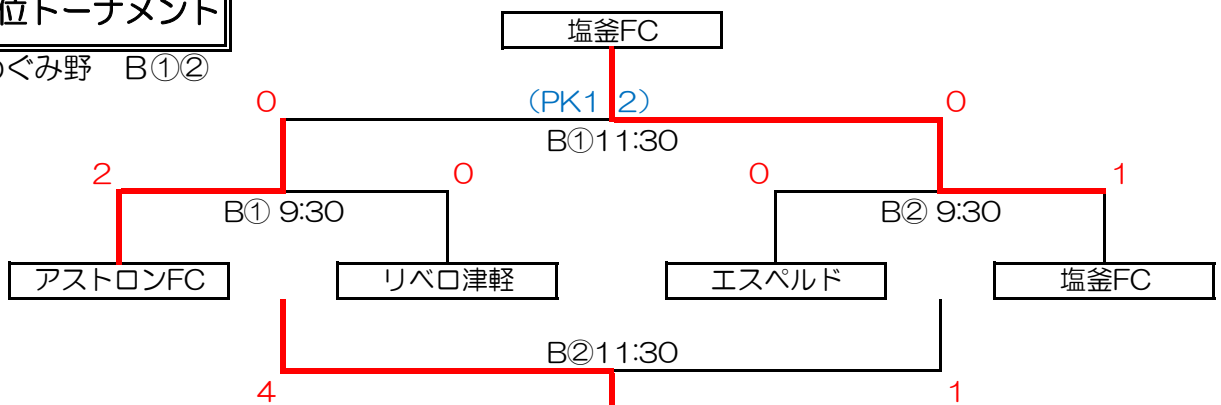 位トーナメント
塩釜FC
めぐみ野 B①②
0 (PK1 2) 0
B①11:30
2 0 0 1
B① 9:30 B② 9:30
アストロンFC リベロ津軽 エスペルド 塩釜FC
B②11:30
4 1